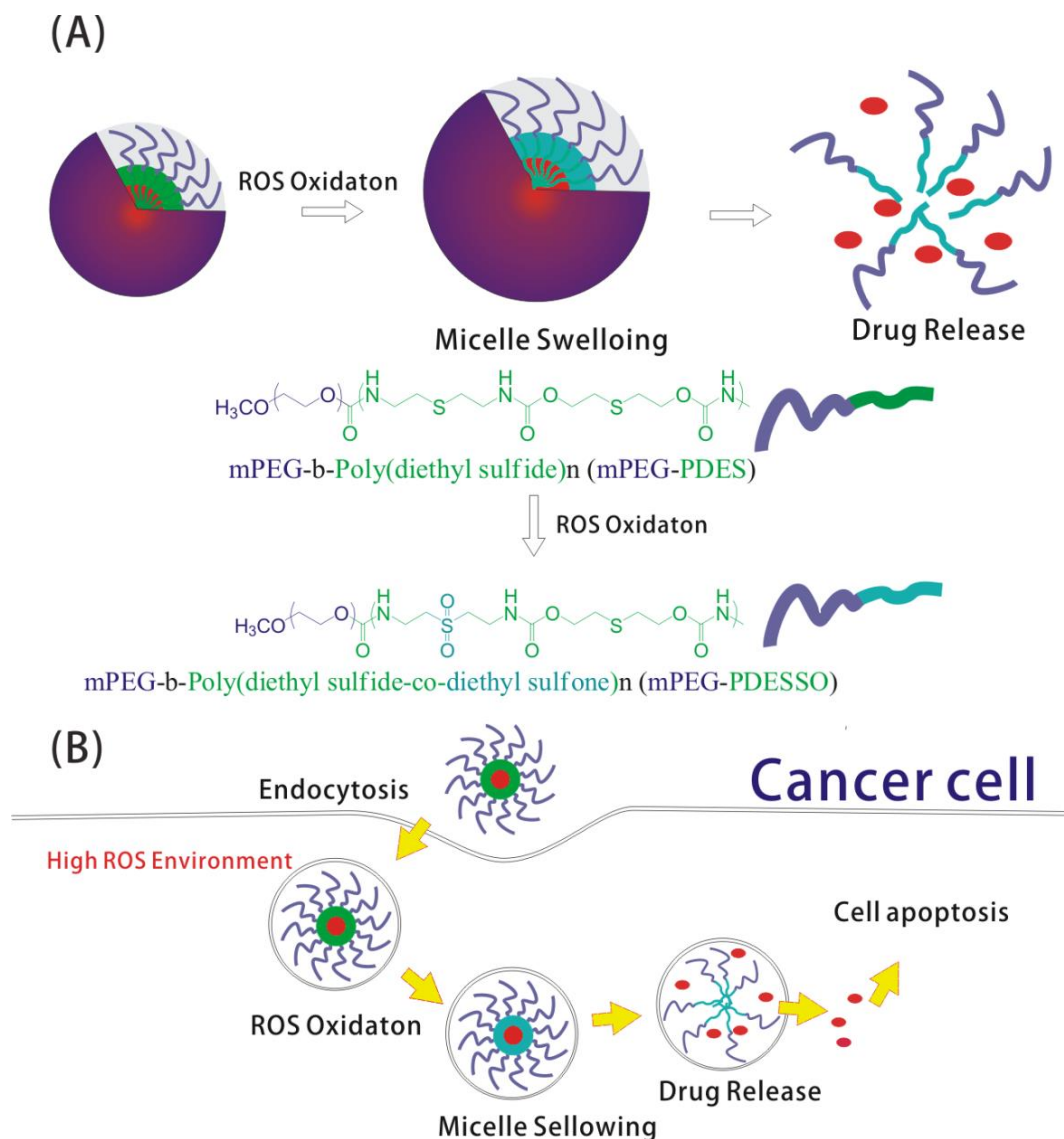 (A)
ROS Oxidaton
Micelle Swelloing
Drug Release
H₃CO ( O ) O H N S N H O O S O O N H
mPEG-b-Poly(diethyl sulfide)n (mPEG-PDES)
ROS Oxidaton
H₃CO ( O ) O H N O S O N H O O S O O N H
mPEG-b-Poly(diethyl sulfide-co-diethyl sulfone)n (mPEG-PDESSO)
(B)
Endocytosis
Cancer cell
High ROS Environment
Cell apoptosis
ROS Oxidaton
Drug Release
Micelle Sellowing